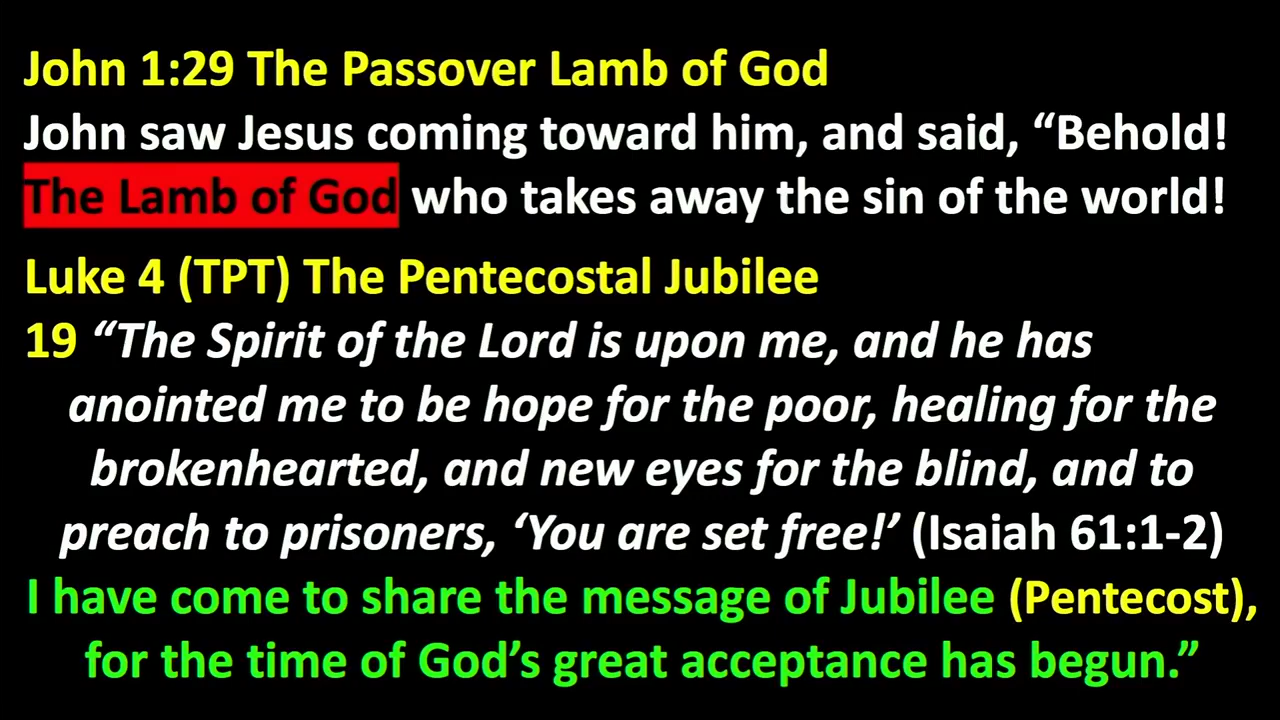 John 1:29 The Passover Lamb of God
John saw Jesus coming toward him, and said, “Behold!
The Lamb of God who takes away the sin of the world!
Luke 4 (TPT) The Pentecostal Jubilee
19 “The Spirit of the Lord is upon me, and he has
anointed me to be hope for the poor, healing for the
brokenhearted, and new eyes for the blind, and to
preach to prisoners, ‘You are set free!’ (Isaiah 61:1-2)
I have come to share the message of Jubilee (Pentecost),
for the time of God’s great acceptance has begun.”